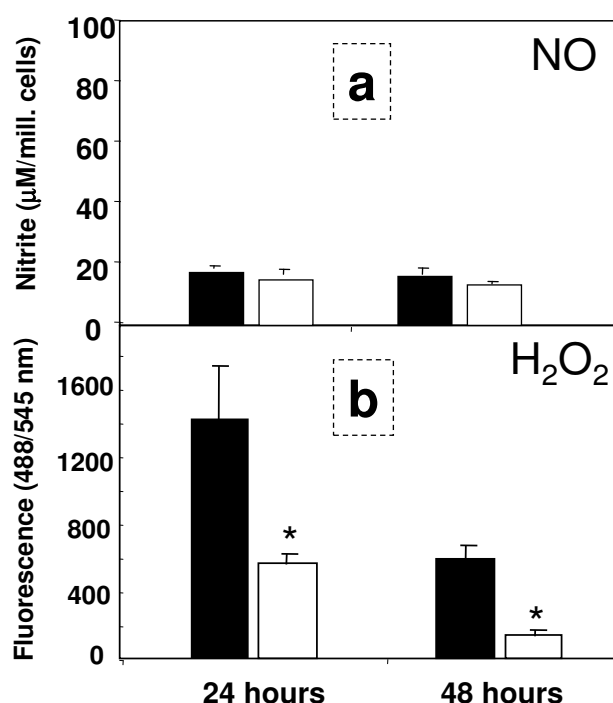 100
80
60
40
20
0
Nitrite (μM/mill. cells)
NO
a
1600
1200
800
400
0
Fluorescence (488/545 nm)
H₂O₂
b
*
*
24 hours 48 hours